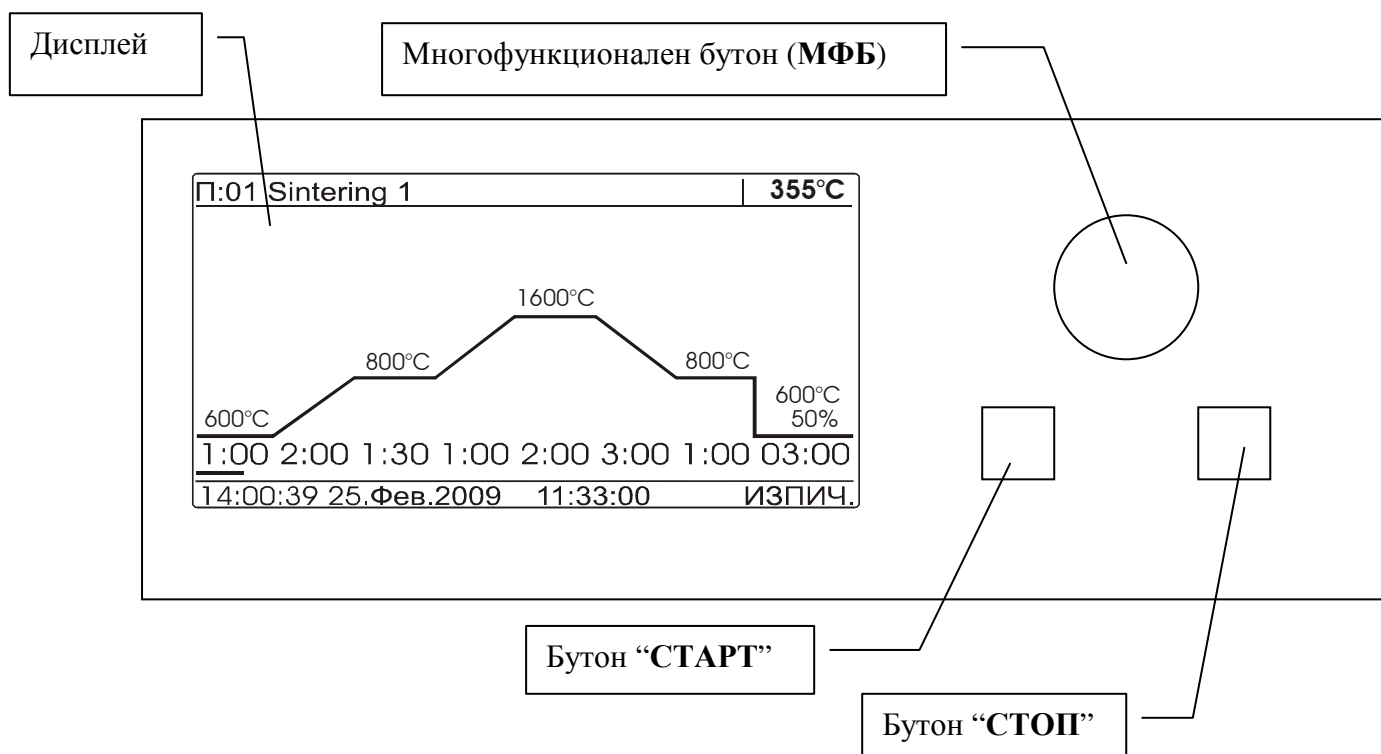 Дисплей
Многофункционален бутон (МФБ)
П:01 Sintering 1 355°C
1600°C
800°C 800°C
600°C
50%
600°C
1:00 2:00 1:30 1:00 2:00 3:00 1:00 03:00
14:00:39 25.Фев.2009 11:33:00 ИЗПИЧ.
Бутон “СТАРТ”
Бутон “СТОП”